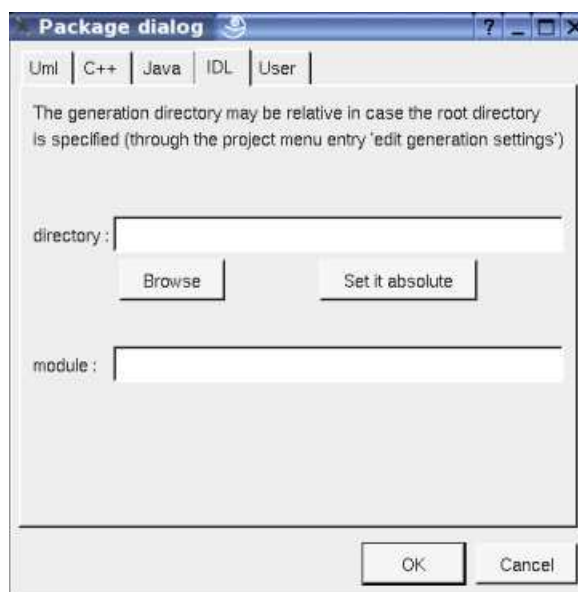 Package dialog
?
Uml C++ Java IDL User
The generation directory may be relative in case the root directory
is specified (through the project menu entry 'edit generation settings')
directory :
Browse Set it absolute
module :
OK Cancel